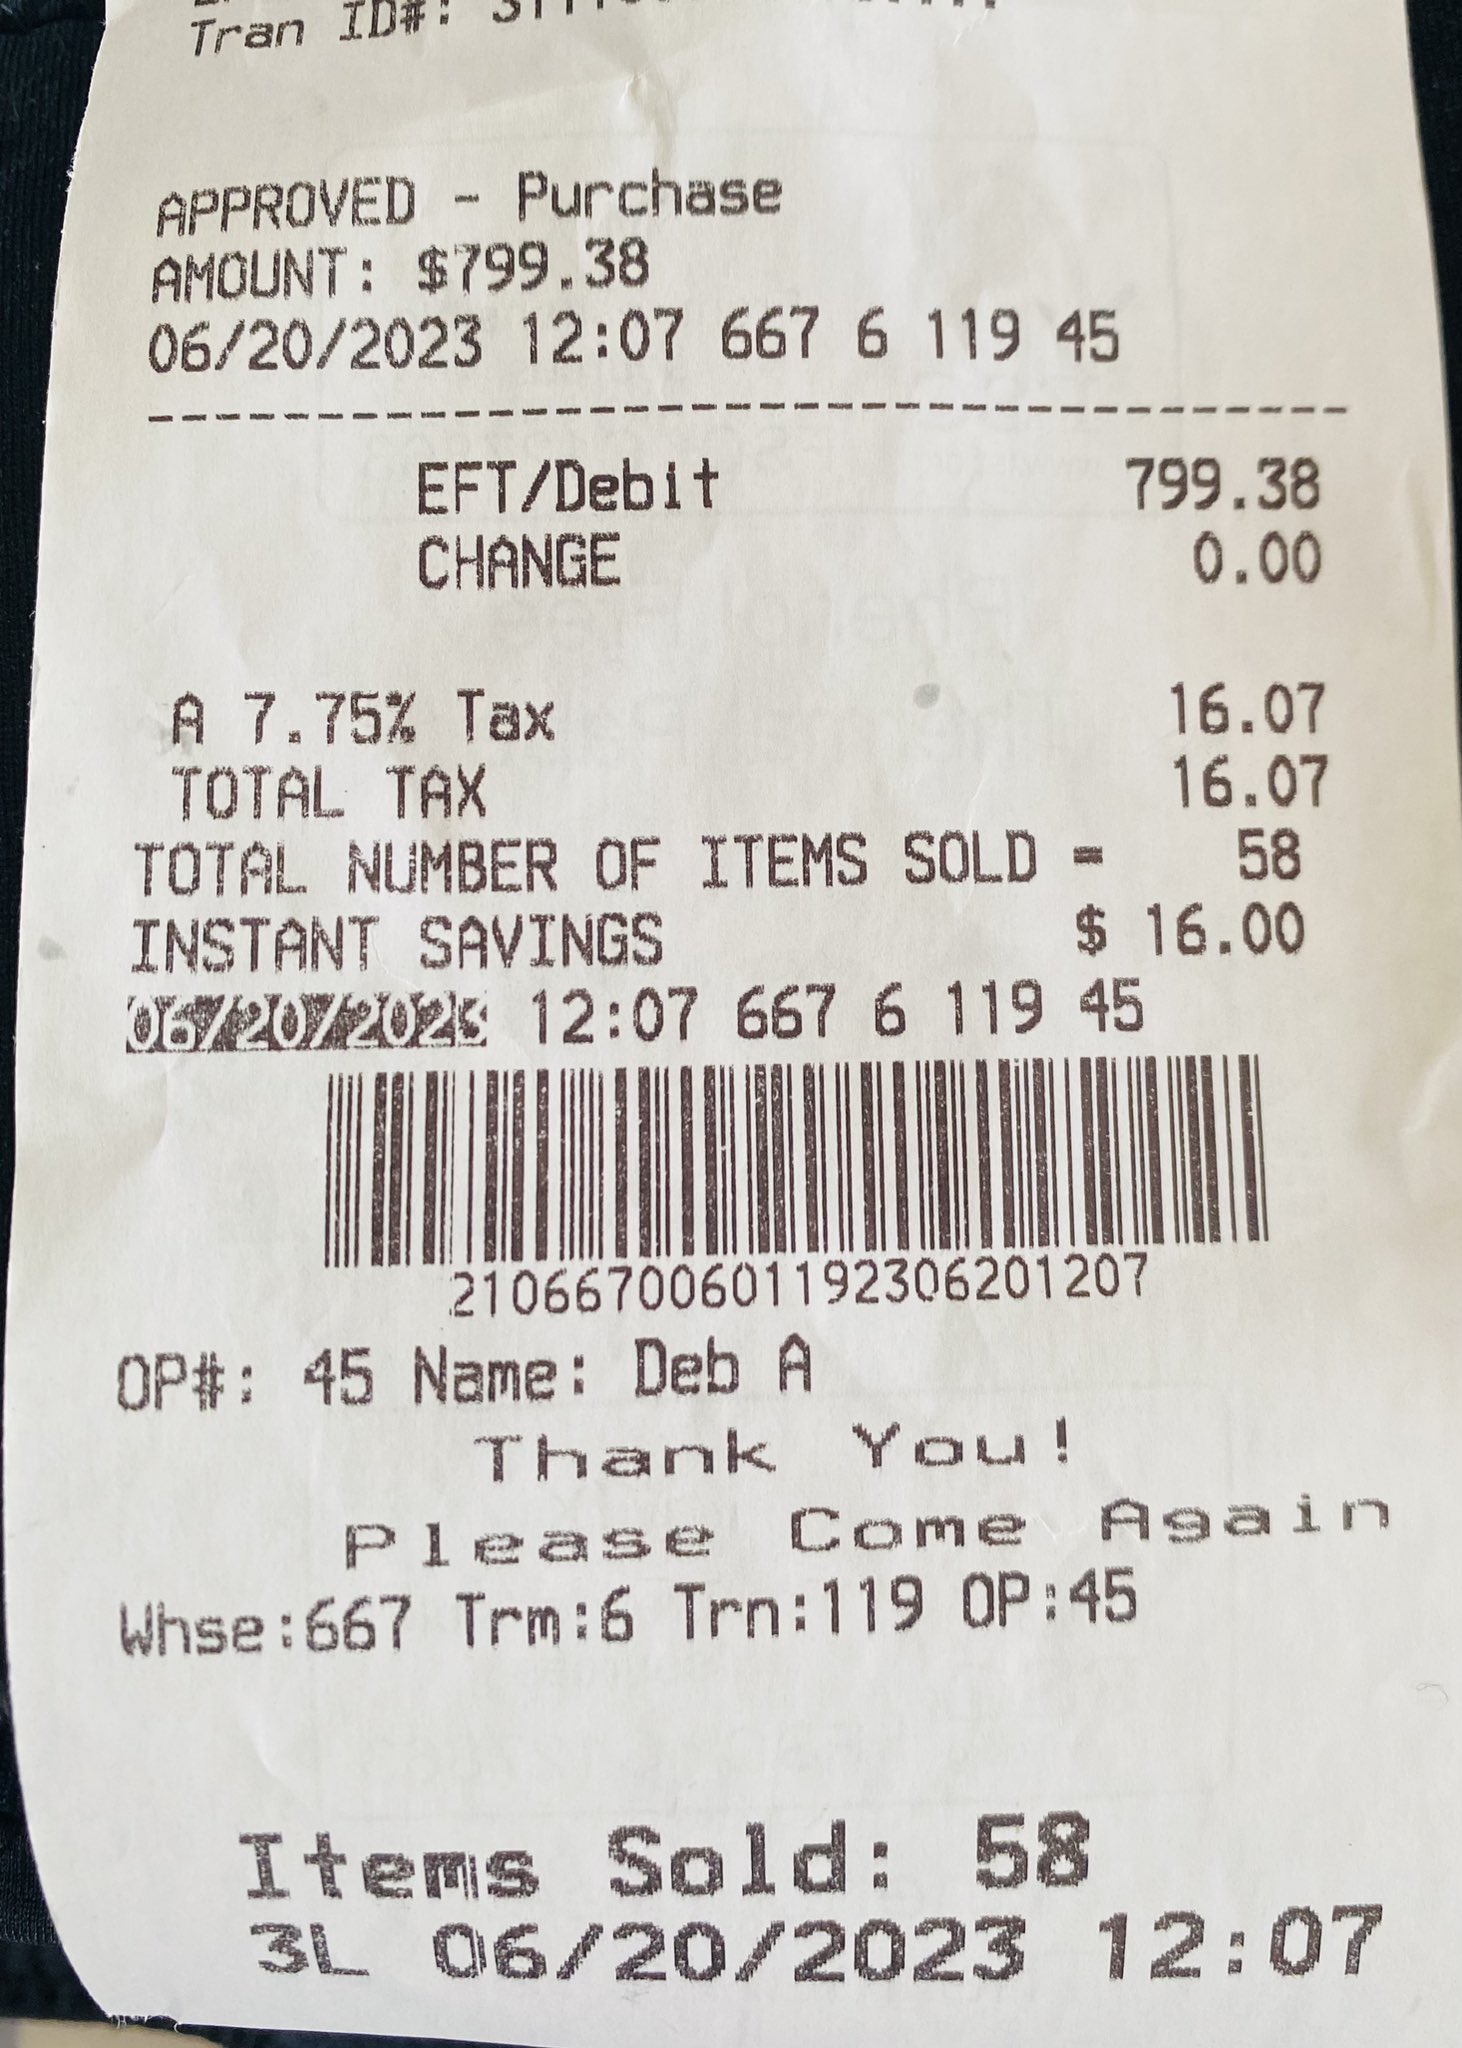 Tran ID#:
APPROVED - Purchase
AMOUNT: $799.38
06/20/2023 12:07 667 6 119 45
--------------------------------------------
EFT/Debit 799.38
CHANGE 0.00
A 7.75% Tax 16.07
TOTAL TAX 16.07
TOTAL NUMBER OF ITEMS SOLD = 58
INSTANT SAVINGS $ 16.00
06/20/2023 12:07 667 6 119 45
21066700601192306201207
OP#: 45 Name: Deb A
Thank You!
Please Come Again
Whse:667 Trm:6 Trn:119 OP:45
Items Sold: 58
3L 06/20/2023 12:07